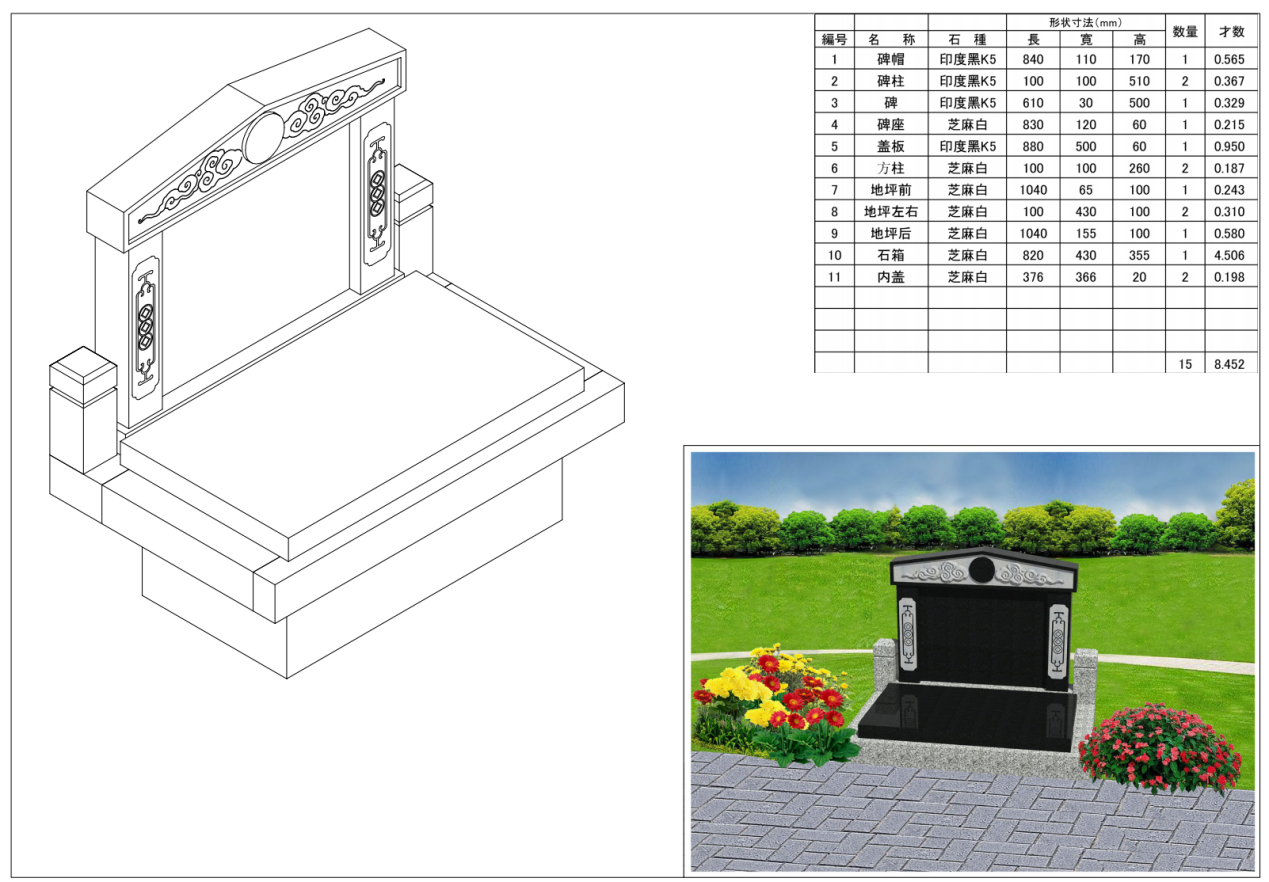 形状寸法(mm)
編号 名 称 石 種 長 寛 高 数量 才数
1 碑帽 印度黑K5 840 110 170 1 0.565
2 碑柱 印度黑K5 100 100 510 2 0.367
3 碑 印度黑K5 610 30 500 1 0.329
4 碑座 芝麻白 830 120 60 1 0.215
5 盖板 印度黑K5 880 500 60 1 0.950
6 方柱 芝麻白 100 100 260 2 0.187
7 地坪前 芝麻白 1040 65 100 1 0.243
8 地坪左右 芝麻白 100 430 100 2 0.310
9 地坪后 芝麻白 1040 155 100 1 0.580
10 石箱 芝麻白 820 430 355 1 4.506
11 内盖 芝麻白 376 366 20 2 0.198
15 8.452